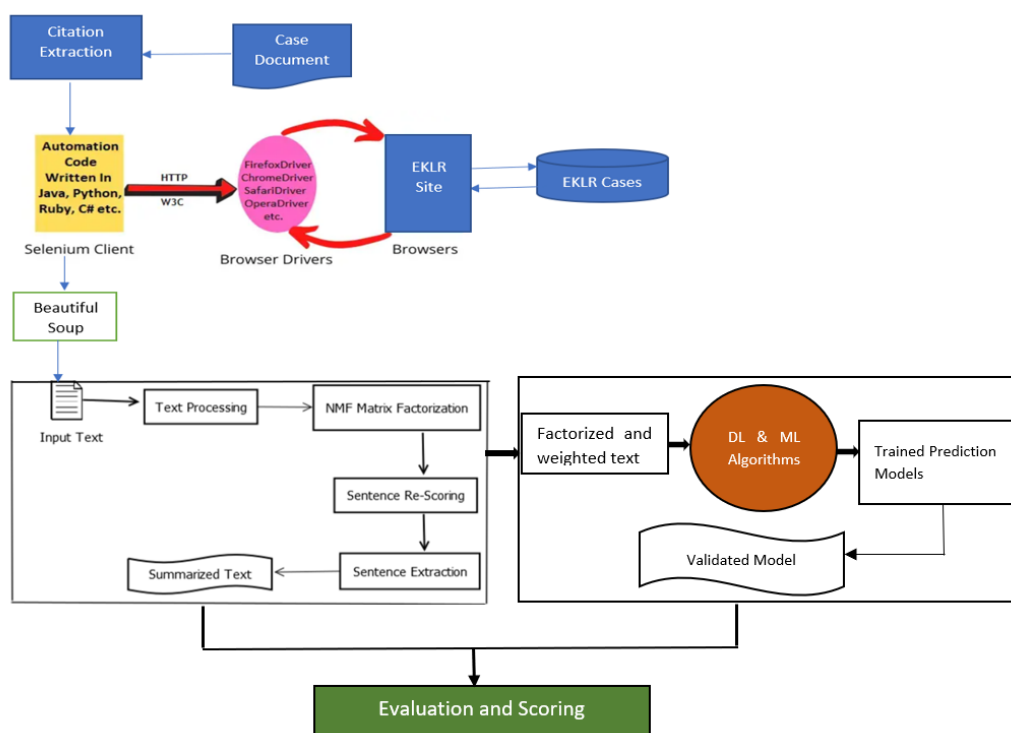 Citation
Extraction
Case
Document
Automation
Code
Written In
Java, Python,
Ruby, C# etc.
HTTP
W3C
FirefoxDriver
ChromeDriver
SafariDriver
OperaDriver
etc.
EKLR
Site
EKLR Cases
Selenium Client
Browser Drivers
Browsers
Beautiful
Soup
Input Text
Text Processing
NMF Matrix Factorization
Sentence Re-Scoring
Sentence Extraction
Summarized Text
Factorized and
weighted text
DL & ML
Algorithms
Trained Prediction
Models
Validated Model
Evaluation and Scoring